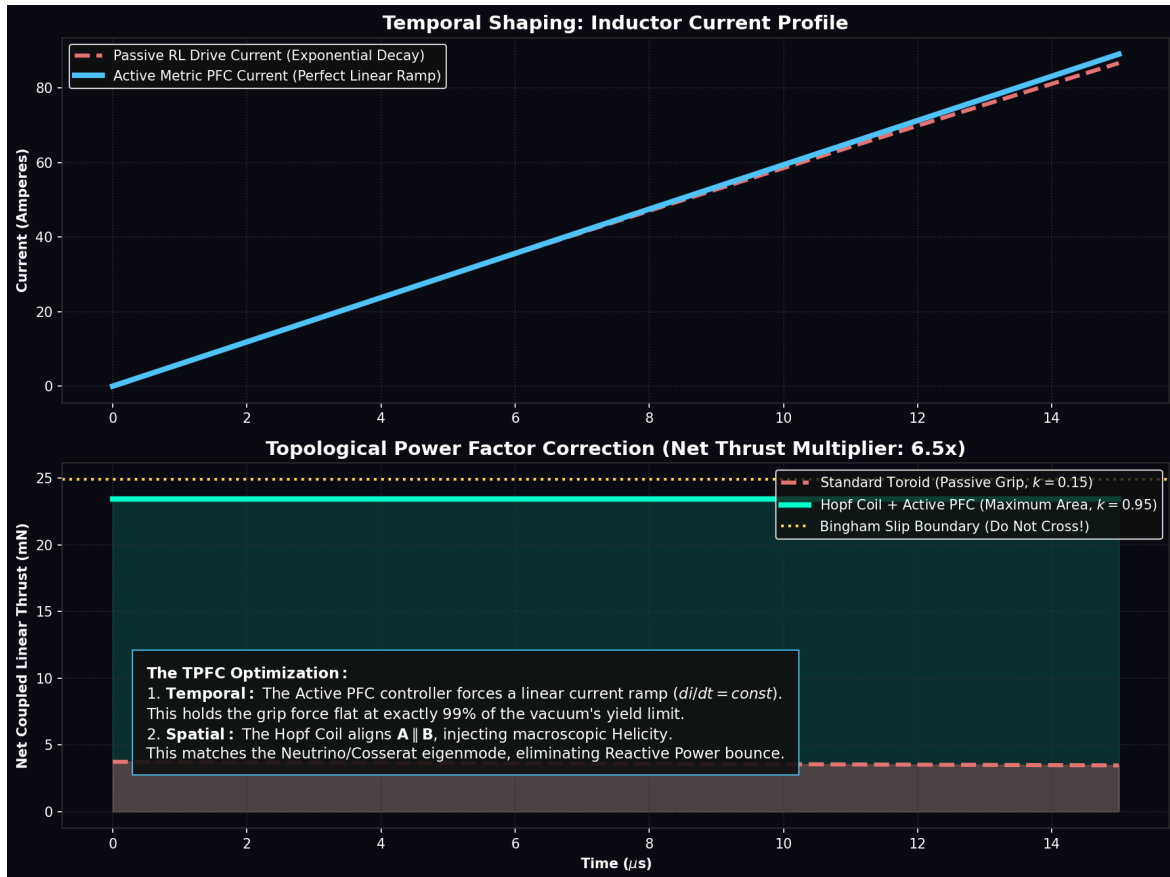 Temporal Shaping: Inductor Current Profile
Passive RL Drive Current (Exponential Decay)
Active Metric PFC Current (Perfect Linear Ramp)
Current (Amperes)
80
60
40
20
0
0 2 4 6 8 10 12 14
Topological Power Factor Correction (Net Thrust Multiplier: 6.5x)
Standard Toroid (Passive Grip, k = 0.15)
Hopf Coil + Active PFC (Maximum Area, k = 0.95)
Bingham Slip Boundary (Do Not Cross!)
Net Coupled Linear Thrust (mN)
25
20
15
10
5
0
The TPFC Optimization:
1. Temporal: The Active PFC controller forces a linear current ramp (di/dt = const).
This holds the grip force flat at exactly 99% of the vacuum's yield limit.
2. Spatial: The Hopf Coil aligns A ∥ B, injecting macroscopic Helicity.
This matches the Neutrino/Cosserat eigenmode, eliminating Reactive Power bounce.
0 2 4 6 8 10 12 14
Time (μs)